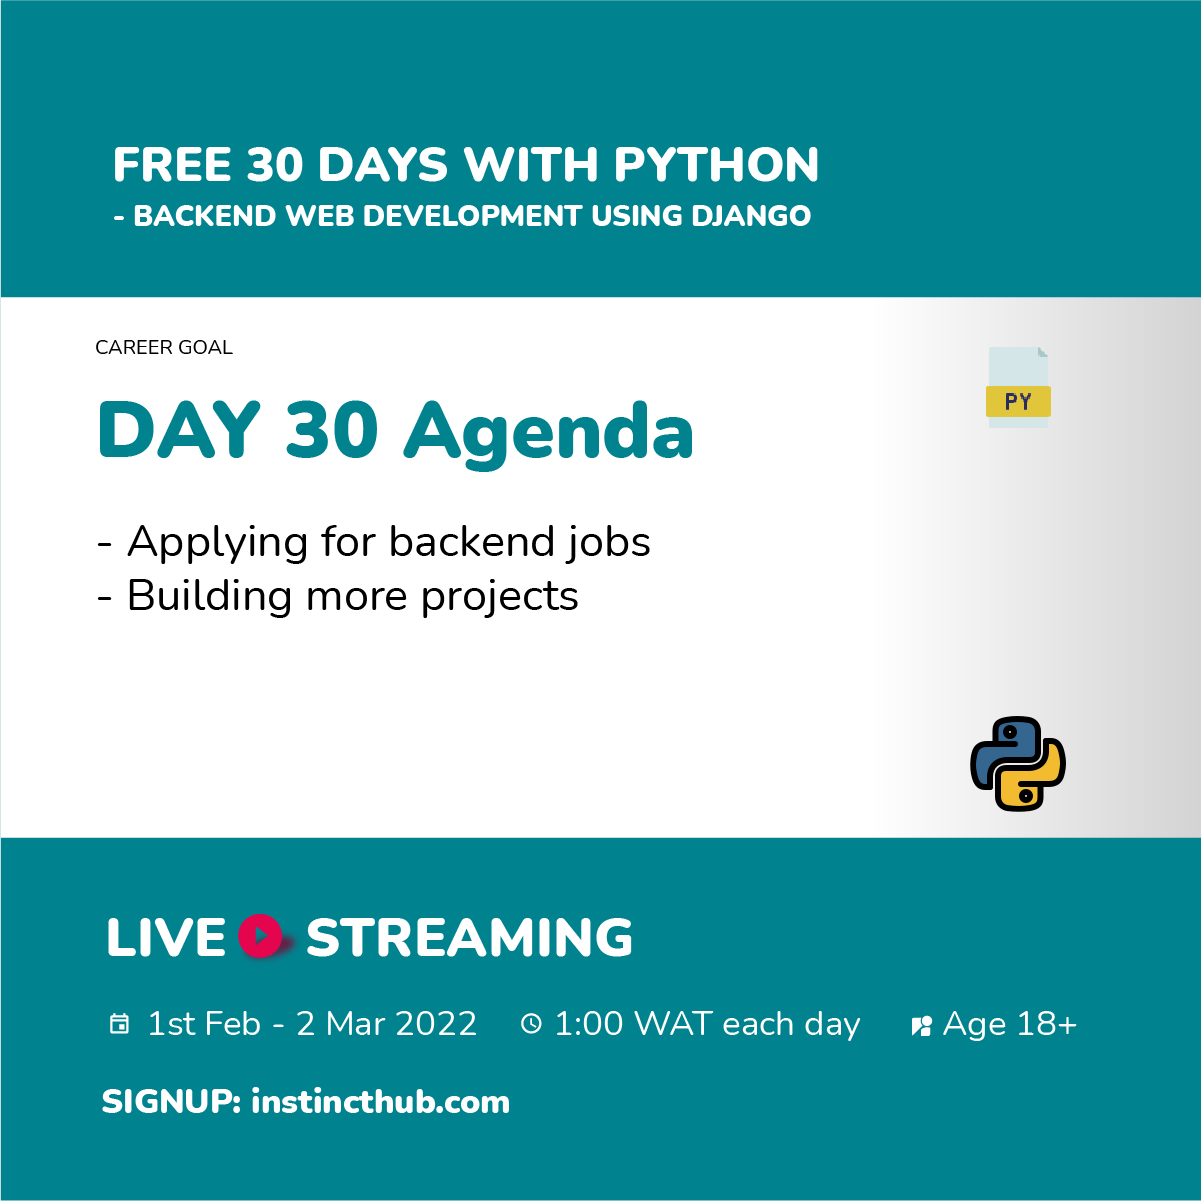 FREE 30 DAYS WITH PYTHON
- BACKEND WEB DEVELOPMENT USING DJANGO
CAREER GOAL
PY
DAY 30 Agenda
- Applying for backend jobs
- Building more projects
LIVE STREAMING
1st Feb - 2 Mar 2022 1:00 WAT each day Age 18+
SIGNUP: instincthub.com